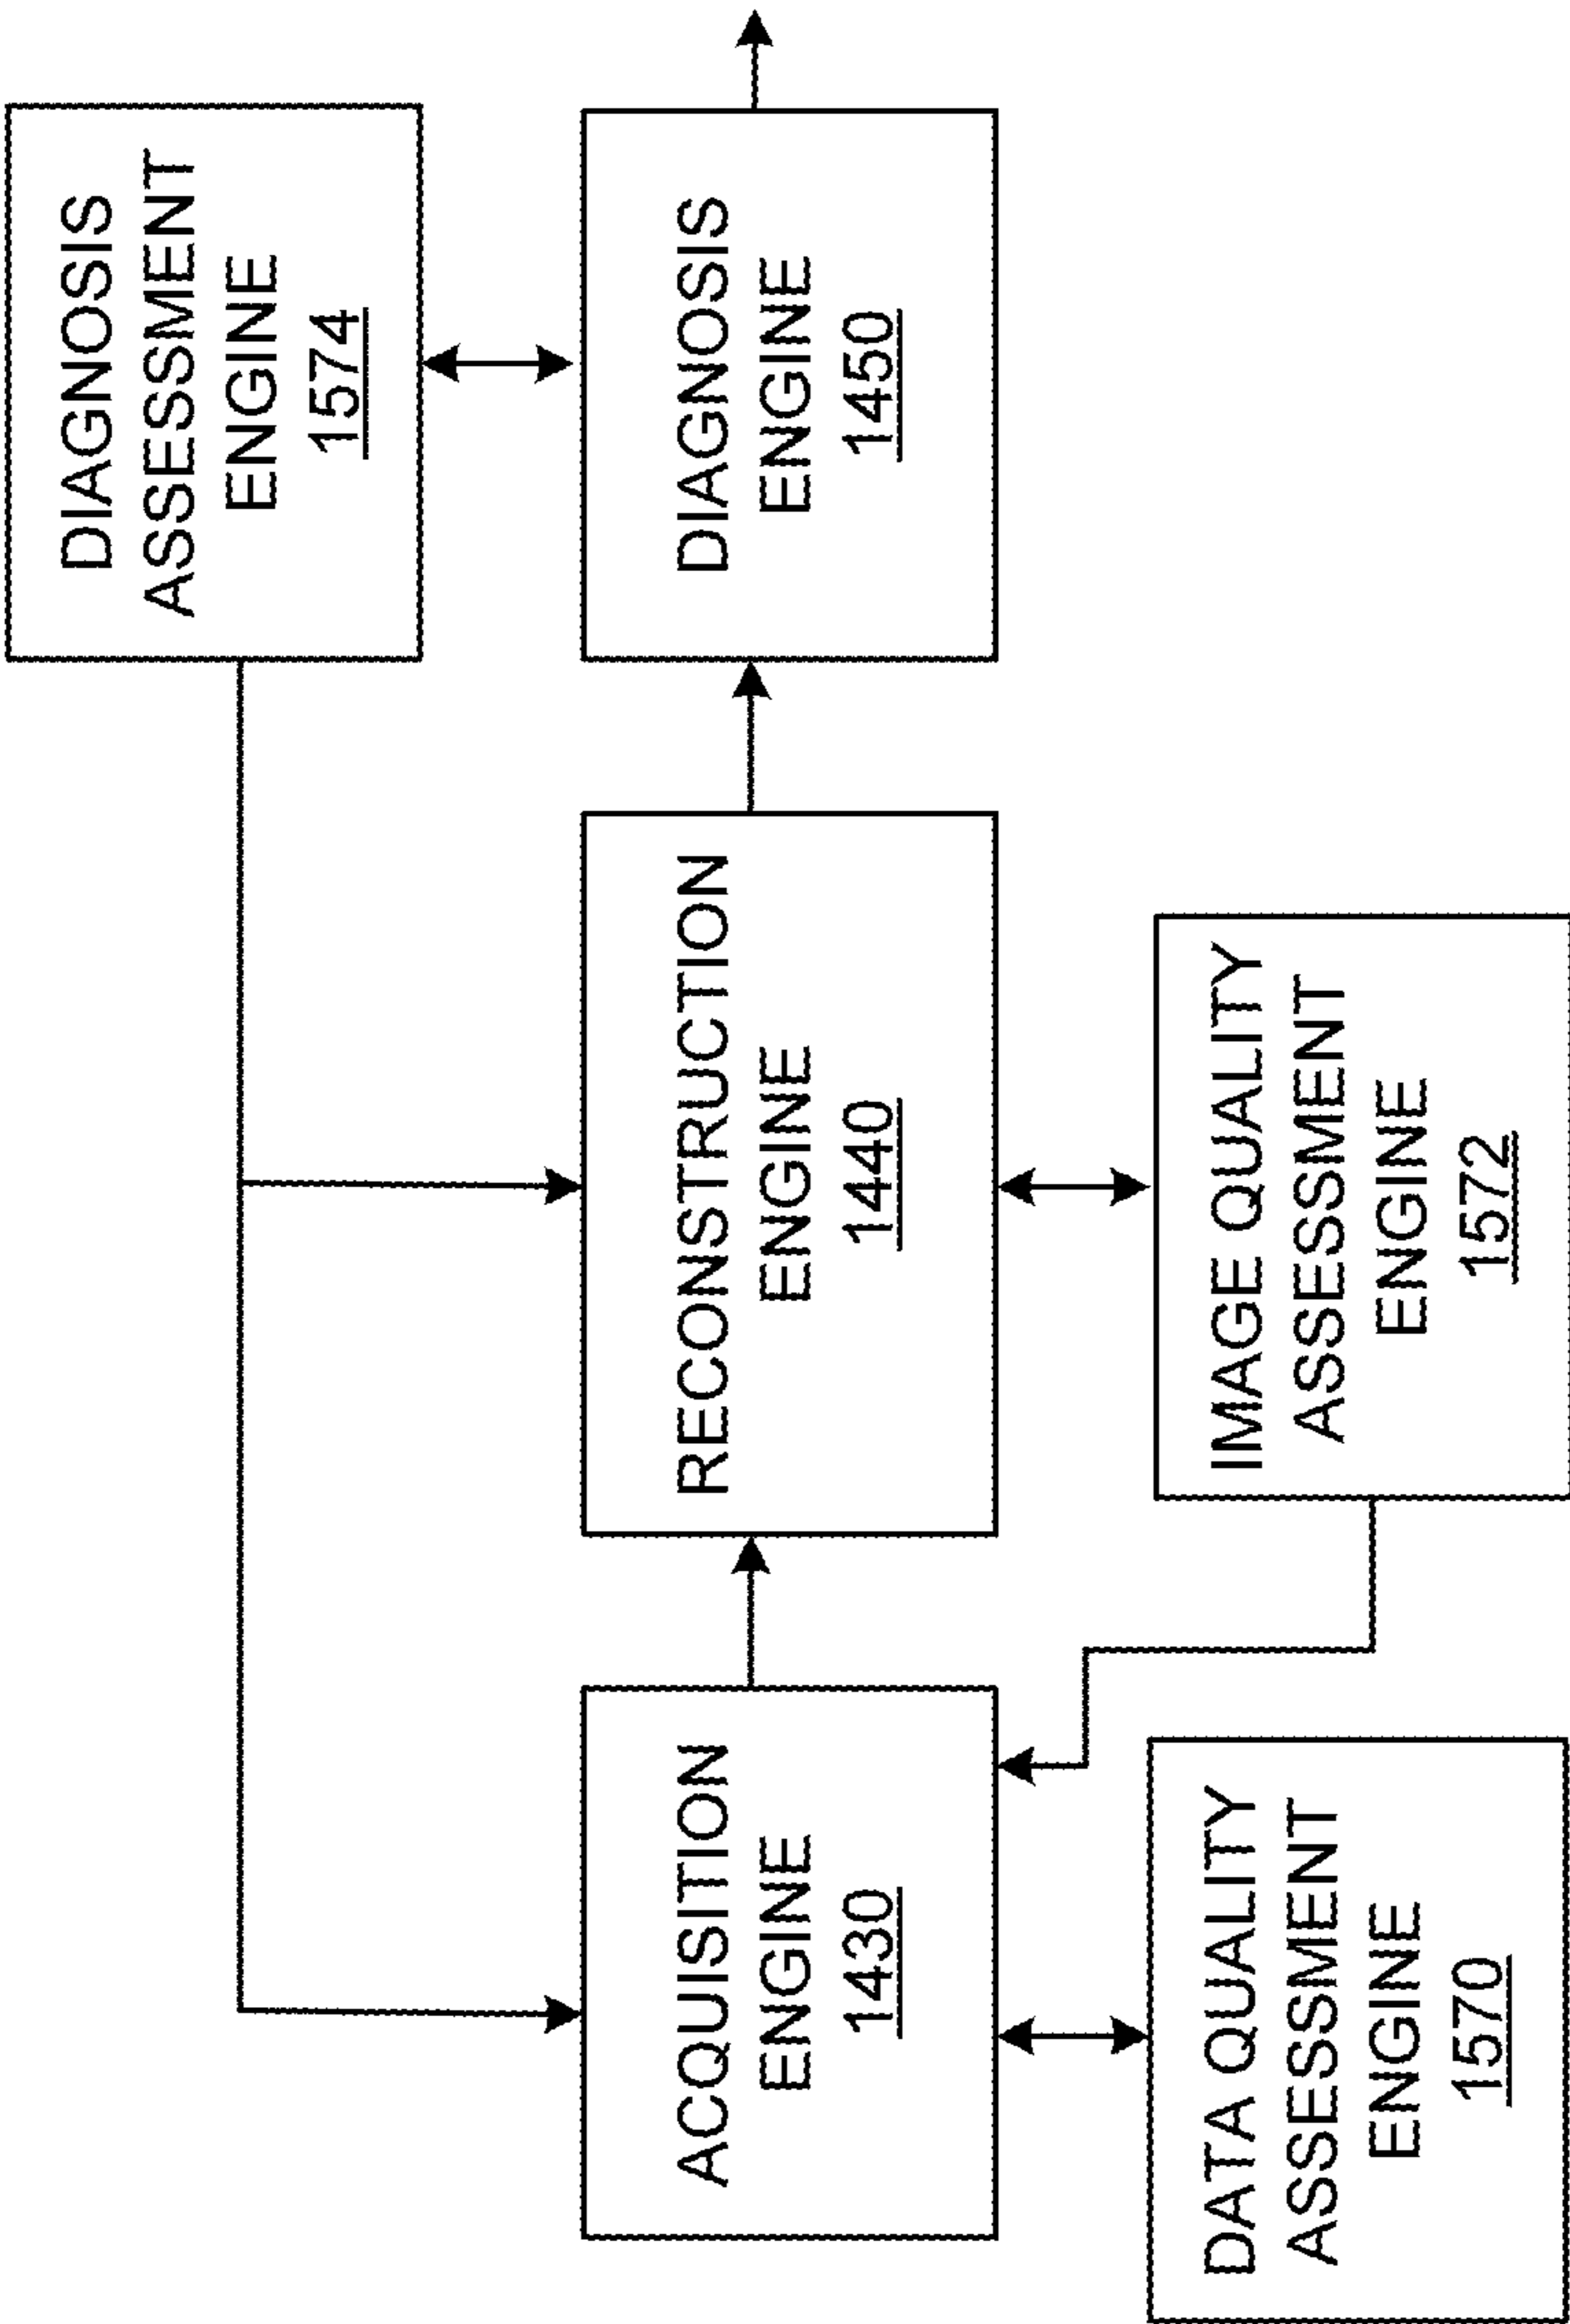 DIAGNOSIS
ASSESSMENT
ENGINE
1574
ACQUISITION
ENGINE
1430
RECONSTRUCTION
ENGINE
1440
DIAGNOSIS
ENGINE
1450
DATA QUALITY
ASSESSMENT
ENGINE
1570
IMAGE QUALITY
ASSESSMENT
ENGINE
1572